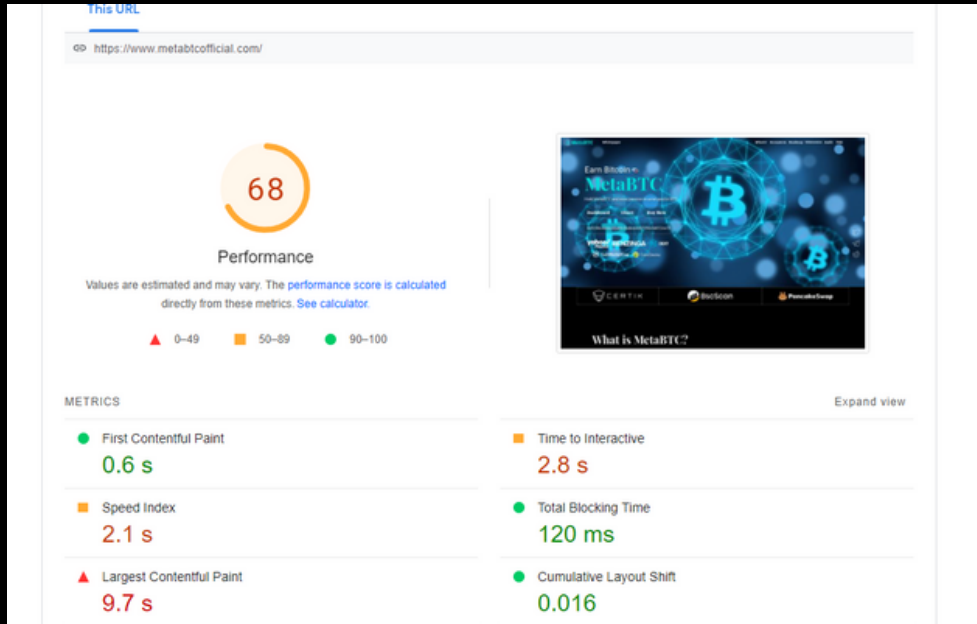 This URL
https://www.metabtcofficial.com/
68
Performance
Values are estimated and may vary. The performance score is calculated
directly from these metrics. See calculator.
0–49
50–89
90–100
Earn Bitcoin
MetaBTC
CERTIK
BscScan
PancakeSwap
What is MetaBTC?
METRICS
Expand view
First Contentful Paint
0.6 s
Time to Interactive
2.8 s
Speed Index
2.1 s
Total Blocking Time
120 ms
Largest Contentful Paint
9.7 s
Cumulative Layout Shift
0.016